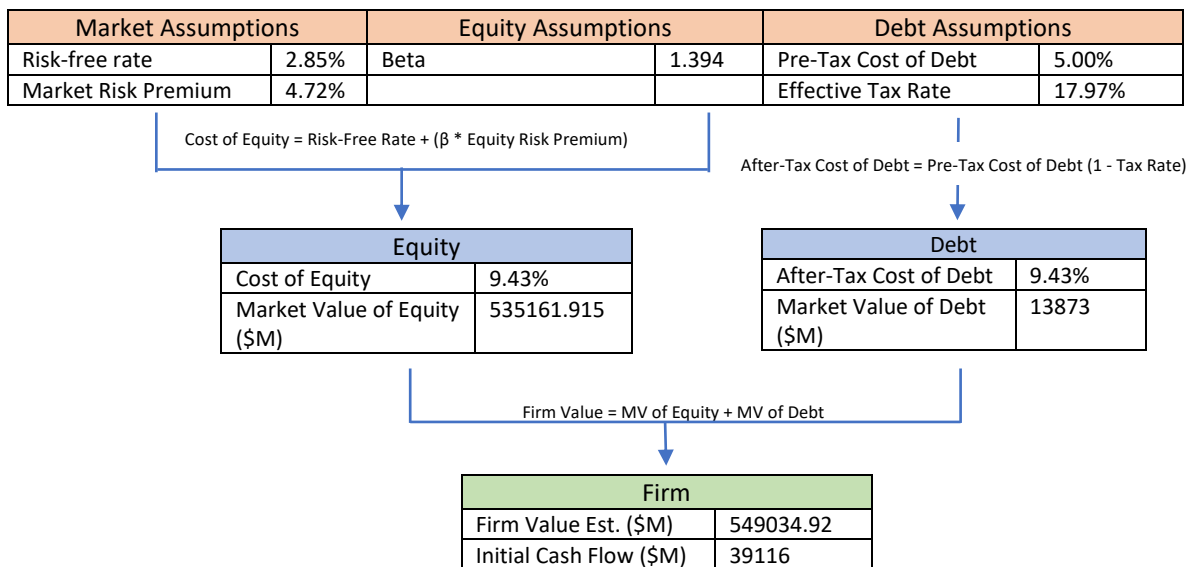 Market Assumptions Equity Assumptions Debt Assumptions
Risk-free rate 2.85% Beta 1.394 Pre-Tax Cost of Debt 5.00%
Market Risk Premium 4.72% Effective Tax Rate 17.97%
Cost of Equity = Risk-Free Rate + (β * Equity Risk Premium)
After-Tax Cost of Debt = Pre-Tax Cost of Debt (1 - Tax Rate)
Equity
Cost of Equity 9.43%
Market Value of Equity 535161.915
($M)
Debt
After-Tax Cost of Debt 9.43%
Market Value of Debt 13873
($M)
Firm Value = MV of Equity + MV of Debt
Firm
Firm Value Est. ($M) 549034.92
Initial Cash Flow ($M) 39116